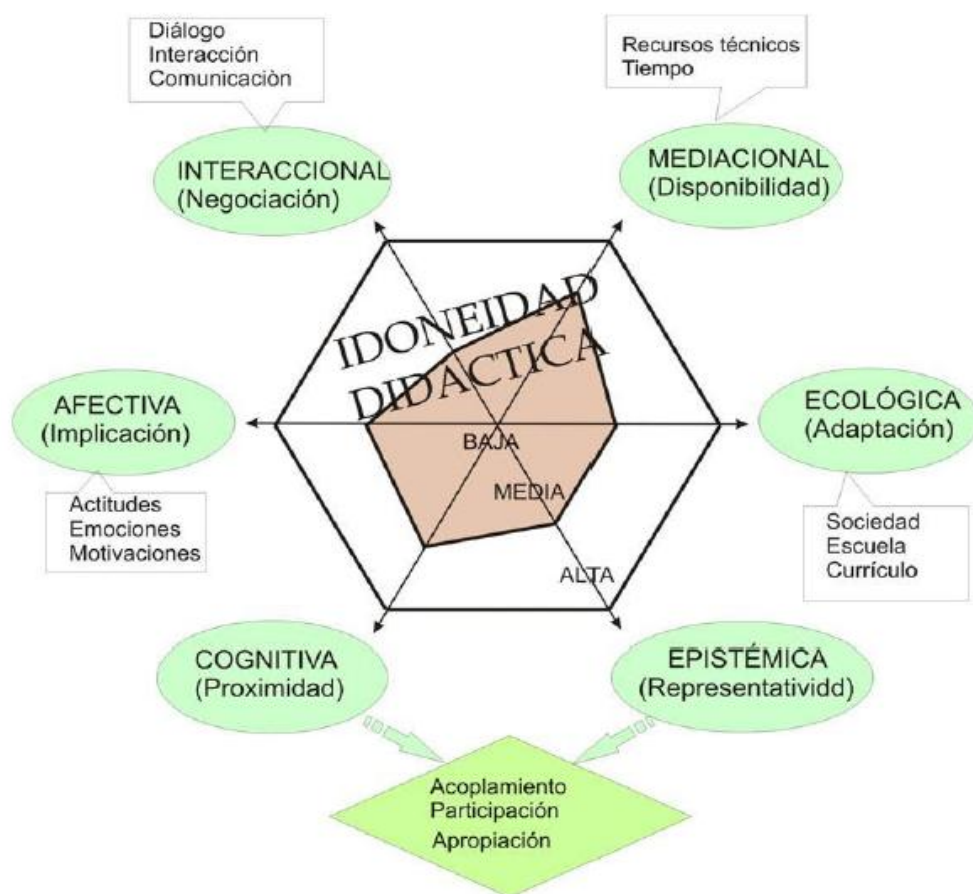 Diálogo
Interacción
Comunicaciòn
Recursos técnicos
Tiempo
INTERACCIONAL
(Negociación)
MEDIACIONAL
(Disponibilidad)
IDONEIDAD
DIDACTICA
AFECTIVA
(Implicación)
ECOLÓGICA
(Adaptación)
BAJA
MEDIA
ALTA
Actitudes
Emociones
Motivaciones
Sociedad
Escuela
Currículo
COGNITIVA
(Proximidad)
EPISTÉMICA
(Representatividd)
Acoplamiento
Participación
Apropiación